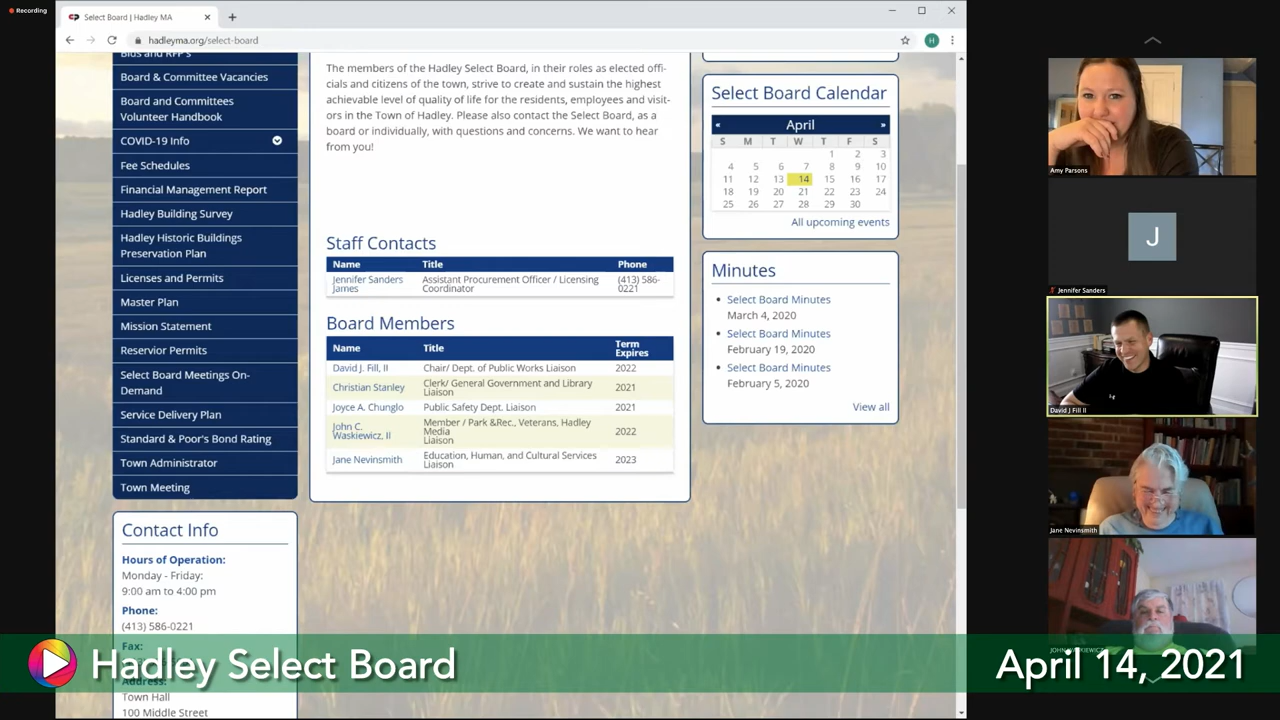 Recording
Select Board | Hadley MA
hadleyma.org/select-board
H
Bids and RFP's
Board & Committee Vacancies
Board and Committees
Volunteer Handbook
COVID-19 Info
Fee Schedules
Financial Management Report
Hadley Building Survey
Hadley Historic Buildings
Preservation Plan
Licenses and Permits
Master Plan
Mission Statement
Reservior Permits
Select Board Meetings On-
Demand
Service Delivery Plan
Standard & Poor's Bond Rating
Town Administrator
Town Meeting
Contact Info
Hours of Operation:
Monday - Friday:
9:00 am to 4:00 pm
Phone:
(413) 586-0221
Fax:
Address:
Town Hall
100 Middle Street
The members of the Hadley Select Board, in their roles as elected offi-
cials and citizens of the town, strive to create and sustain the highest
achievable level of quality of life for the residents, employees and visit-
ors in the Town of Hadley. Please also contact the Select Board, as a
board or individually, with questions and concerns. We want to hear
from you!
Staff Contacts
Name Title Phone
Jennifer Sanders Assistant Procurement Officer / Licensing (413) 586-
James Coordinator 0221
Board Members
Name Title Term
Expires
David J. Fill, II Chair/ Dept. of Public Works Liaison 2022
Christian Stanley Clerk/ General Government and Library 2021
Liaison
Joyce A. Chunglo Public Safety Dept. Liaison 2021
John C. Member / Park &Rec., Veterans, Hadley
Waskiewicz, II Media 2022
Liaison
Jane Nevinsmith Education, Human, and Cultural Services 2023
Liaison
Select Board Calendar
« April »
S M T W T F S
1 2 3
4 5 6 7 8 9 10
11 12 13 14 15 16 17
18 19 20 21 22 23 24
25 26 27 28 29 30
All upcoming events
Minutes
Select Board Minutes
March 4, 2020
Select Board Minutes
February 19, 2020
Select Board Minutes
February 5, 2020
View all
Amy Parsons
J
Jennifer Sanders
David J Fill II
Jane Nevinsmith
Hadley Select Board
April 14, 2021